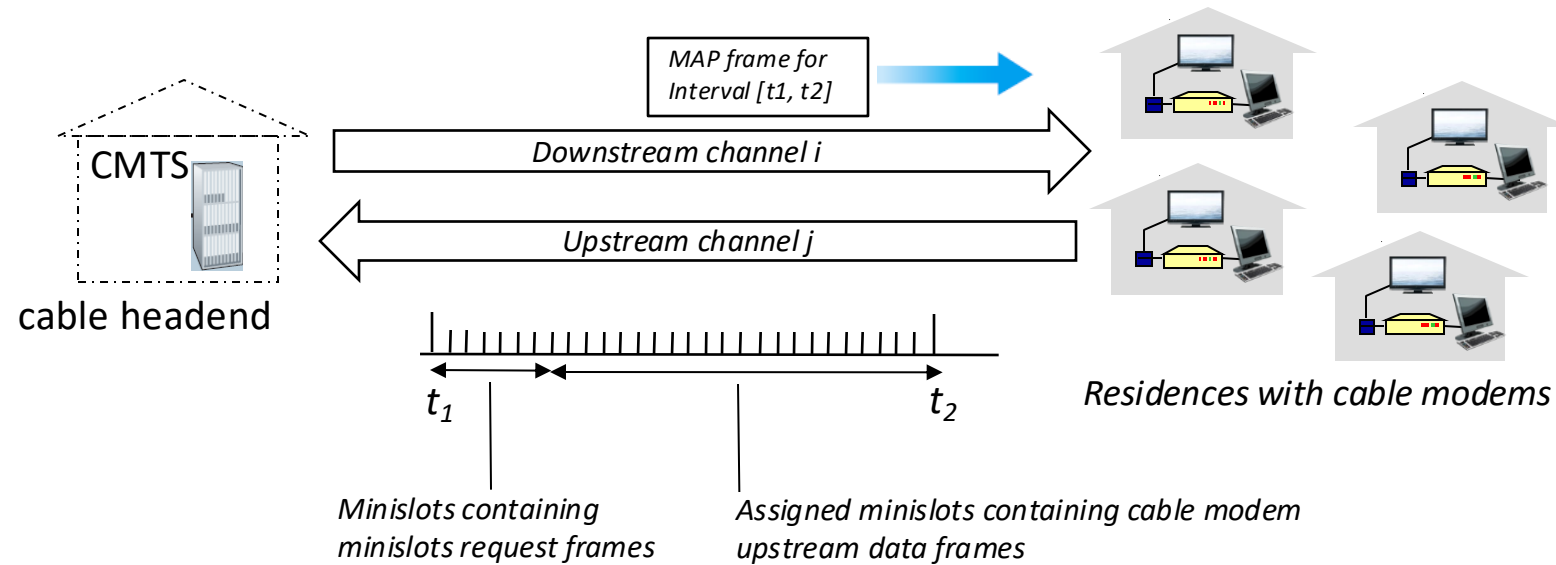 MAP frame for
Interval [t1, t2]
CMTS
Downstream channel i
Upstream channel j
cable headend
t1
t2
Residences with cable modems
Minislots containing
minislots request frames
Assigned minislots containing cable modem
upstream data frames